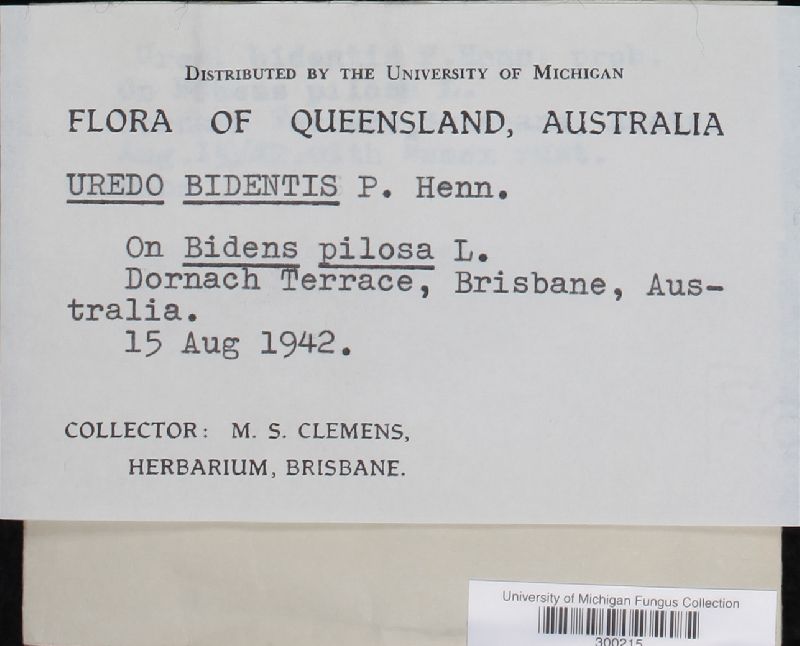 Distributed by the University of Michigan
FLORA OF QUEENSLAND, AUSTRALIA
UREDO BIDENTIS P. Henn.
On Bidens pilosa L.
Dornach Terrace, Brisbane, Aus-
tralia.
15 Aug 1942.
COLLECTOR: M. S. CLEMENS,
HERBARIUM, BRISBANE.
University of Michigan Fungus Collection
300215